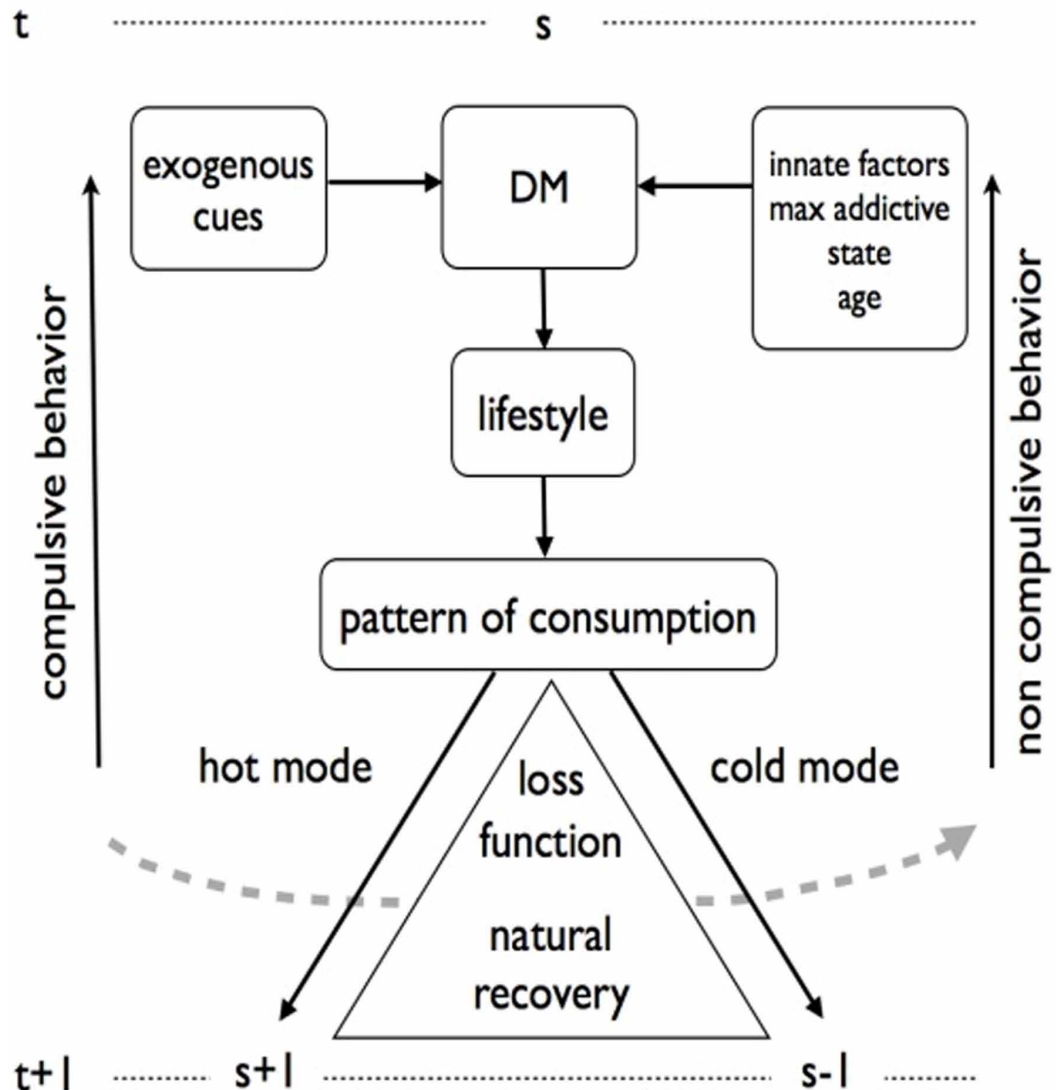 t
s
exogenous
cues
DM
innate factors
max addictive
state
age
compulsive behavior
non compulsive behavior
lifestyle
pattern of consumption
hot mode
cold mode
loss
function
natural
recovery
t+1
s+1
s-1